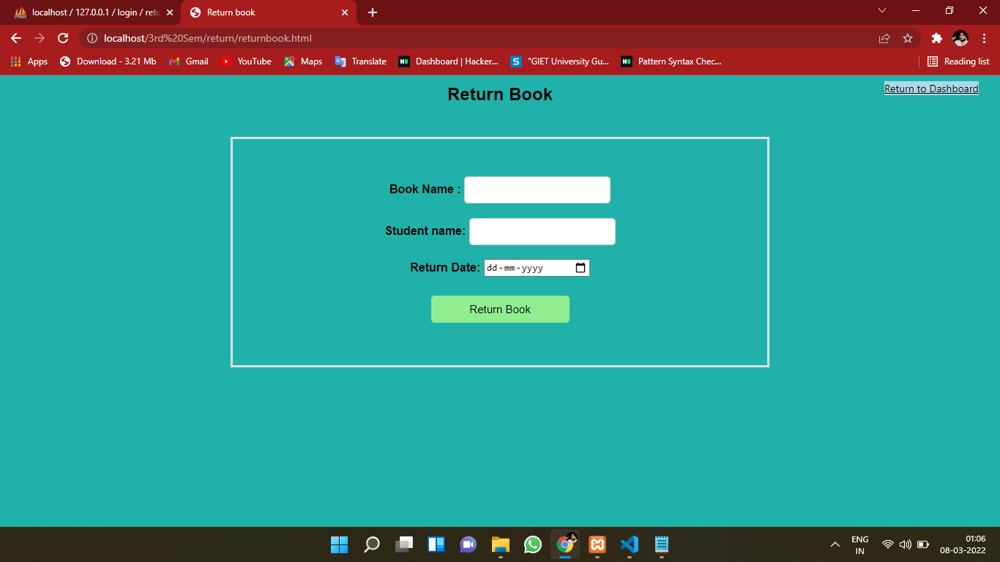 localhost / 127.0.0.1 / login / retu
Return book
localhost/3rd%20Sem/return/returnbook.html
Apps
Download - 3.21 Mb
Gmail
YouTube
Maps
Translate
Dashboard | Hacker...
"GIET University Gu...
Pattern Syntax Chec...
Reading list
Return Book
Return to Dashboard
Book Name :
Student name:
Return Date: dd-mm-yyyy
Return Book
ENG
IN
01:06
08-03-2022